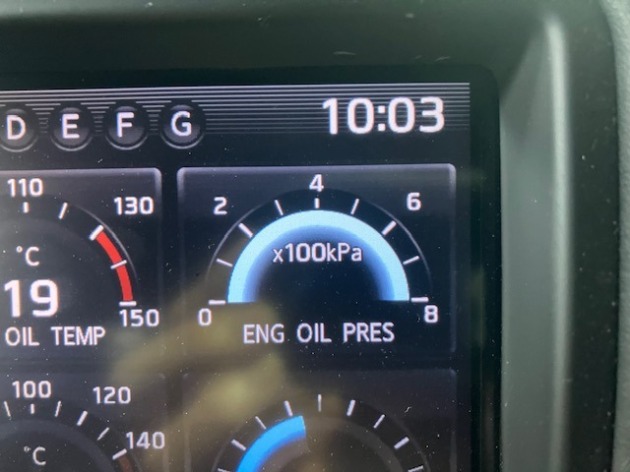 D E F G
10:03
110
130
°C
19
150
OIL TEMP
2
4
6
x100kPa
0
8
ENG OIL PRES
100
120
140
°C